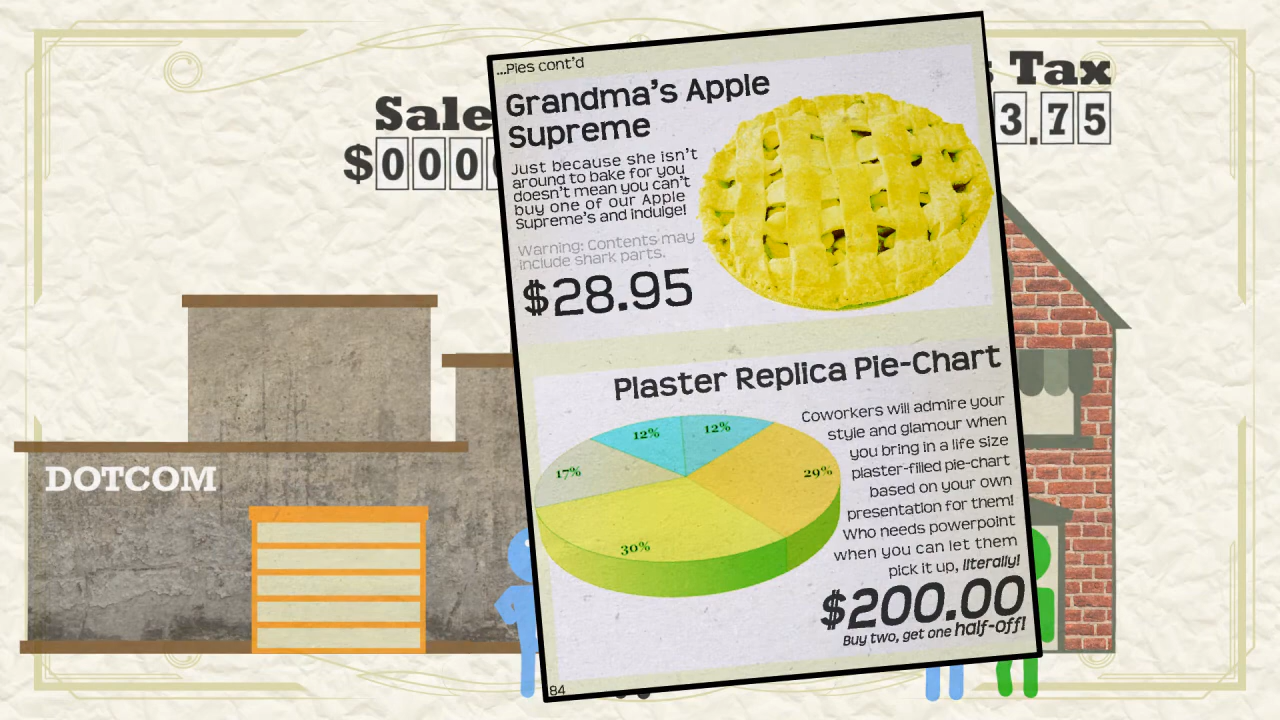 ...Pies cont'd
Grandma's Apple
Supreme
Just because she isn't
around to bake for you
doesn't mean you can't
buy one of our Apple
Supreme's and indulge!
Warning: Contents may
include shark parts.
$28.95
Plaster Replica Pie-Chart
12%
12%
17%
29%
30%
Coworkers will admire your
style and glamour when
you bring in a life size
plaster-filled pie-chart
based on your own
presentation for them!
Who needs powerpoint
when you can let them
pick it up, literally!
$200.00
Buy two, get one half-off!
84
Sale
$000
Tax
3.75
DOTCOM